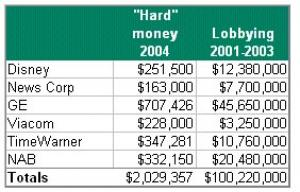 "Hard"
money Lobbying
2004 2001-2003
Disney $251,500 $12,380,000
News Corp $163,000 $7,700,000
GE $707,426 $45,650,000
Viacom $228,000 $3,250,000
TimeWarner $347,281 $10,760,000
NAB $332,150 $20,480,000
Totals $2,029,357 $100,220,000